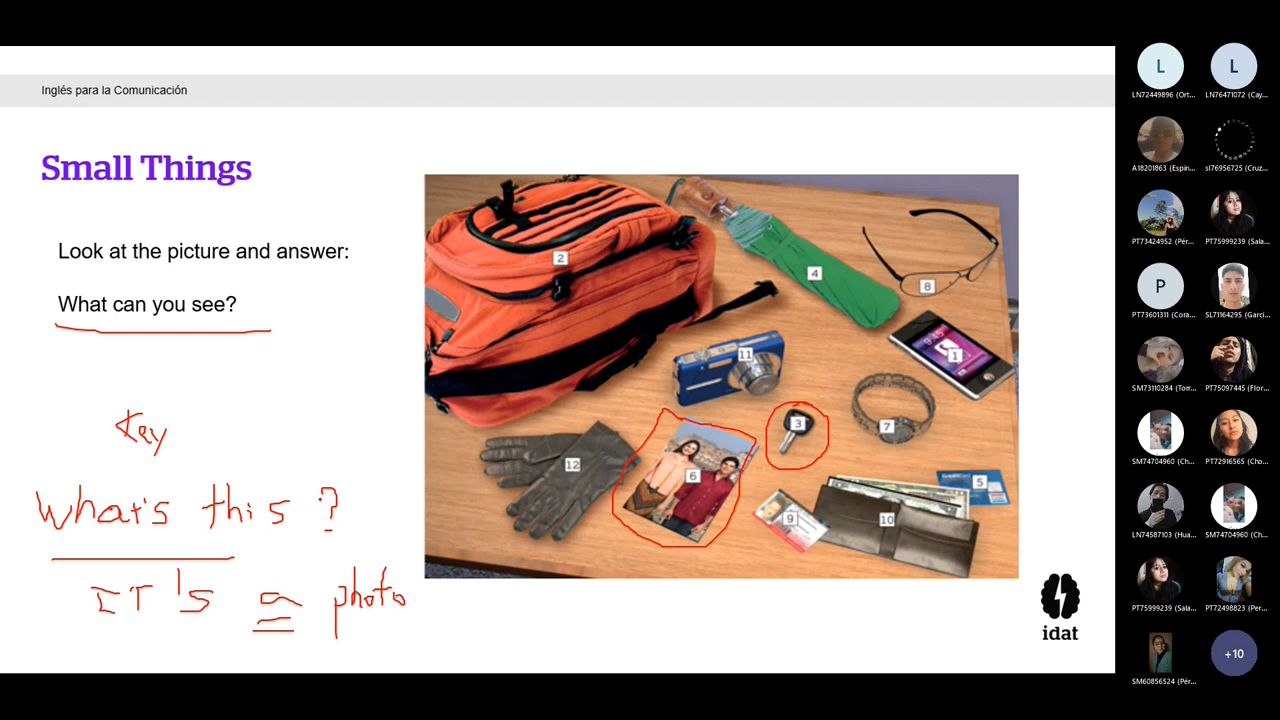 Inglés para la Comunicación
Small Things
Look at the picture and answer:
What can you see?
key
What's this ?
IT'S a photo
2
4
8
1
11
3
7
12
6
5
9
10
idat
L
LN72449896 (Ort...
L
LN76471072 (Cay...
A18201863 (Espin...
sl76956725 (Cruz...
PT73424952 (Pér...
PT75999239 (Sala...
P
PT73601311 (Cora...
SL71164295 (Garci...
SM73110284 (Torr...
PT75097445 (Flor...
SM74704960 (Ch...
PT72916565 (Choq...
LN74587103 (Hua...
SM74704960 (Ch...
PT75999239 (Sala...
PT72498823 (Per...
SM60856524 (Pér...
+10